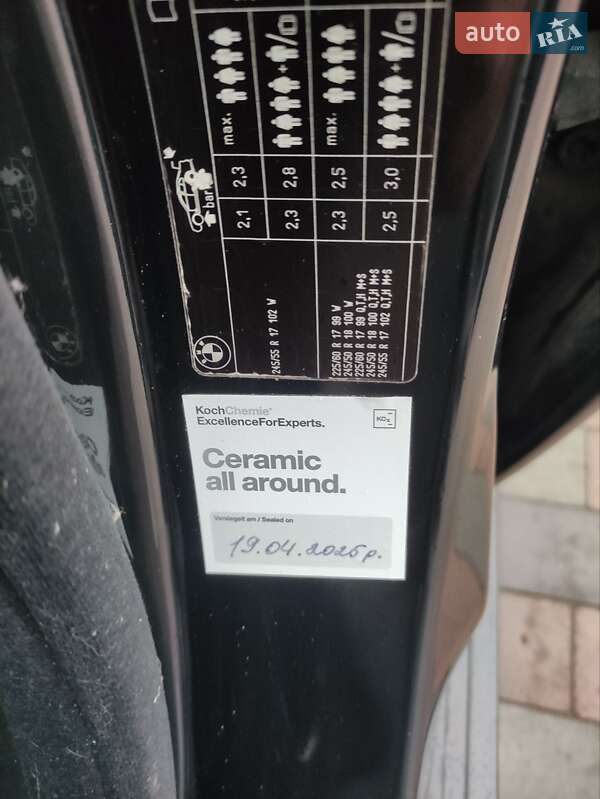 auto RIA .com
max.
max.
bar
2,3 2,8 2,5 3,0
2,1 2,3 2,3 2,5
245/55 R 17 102 W
225/60 R 17 99 W
245/50 R 18 100 W
225/60 R 17 99 Q,T,H M+S
245/50 R 18 100 Q,T,H M+S
245/55 R 17 102 Q,T,H M+S
BMW
KochChemie®
ExcellenceForExperts.
KCx
Ceramic
all around.
Versiegelt am / Sealed on
19.04.2025р.